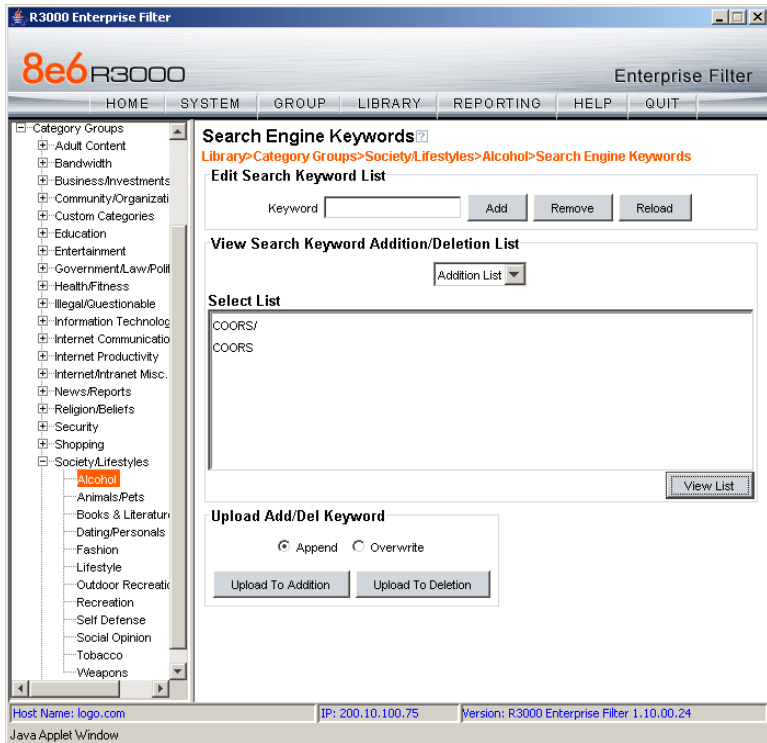 R3000 Enterprise Filter
8e6 R3000
Enterprise Filter
HOME SYSTEM GROUP LIBRARY REPORTING HELP QUIT
Category Groups
Adult Content
Bandwidth
Business/Investments
Community/Organizati
Custom Categories
Education
Entertainment
Government/Law/Polit
Health/Fitness
Illegal/Questionable
Information Technolog
Internet Communicatio
Internet Productivity
Internet/Intranet Misc.
News/Reports
Religion/Beliefs
Security
Shopping
Society/Lifestyles
Alcohol
Animals/Pets
Books & Literatur
Dating/Personals
Fashion
Lifestyle
Outdoor Recreatio
Recreation
Self Defense
Social Opinion
Tobacco
Weapons
Search Engine Keywords ?
Library>Category Groups>Society/Lifestyles>Alcohol>Search Engine Keywords
Edit Search Keyword List
Keyword Add Remove Reload
View Search Keyword Addition/Deletion List
Addition List
Select List
COORS/
COORS
View List
Upload Add/Del Keyword
Append Overwrite
Upload To Addition Upload To Deletion
Host Name: logo.com IP: 200.10.100.75 Version: R3000 Enterprise Filter 1.10.00.24
Java Applet Window